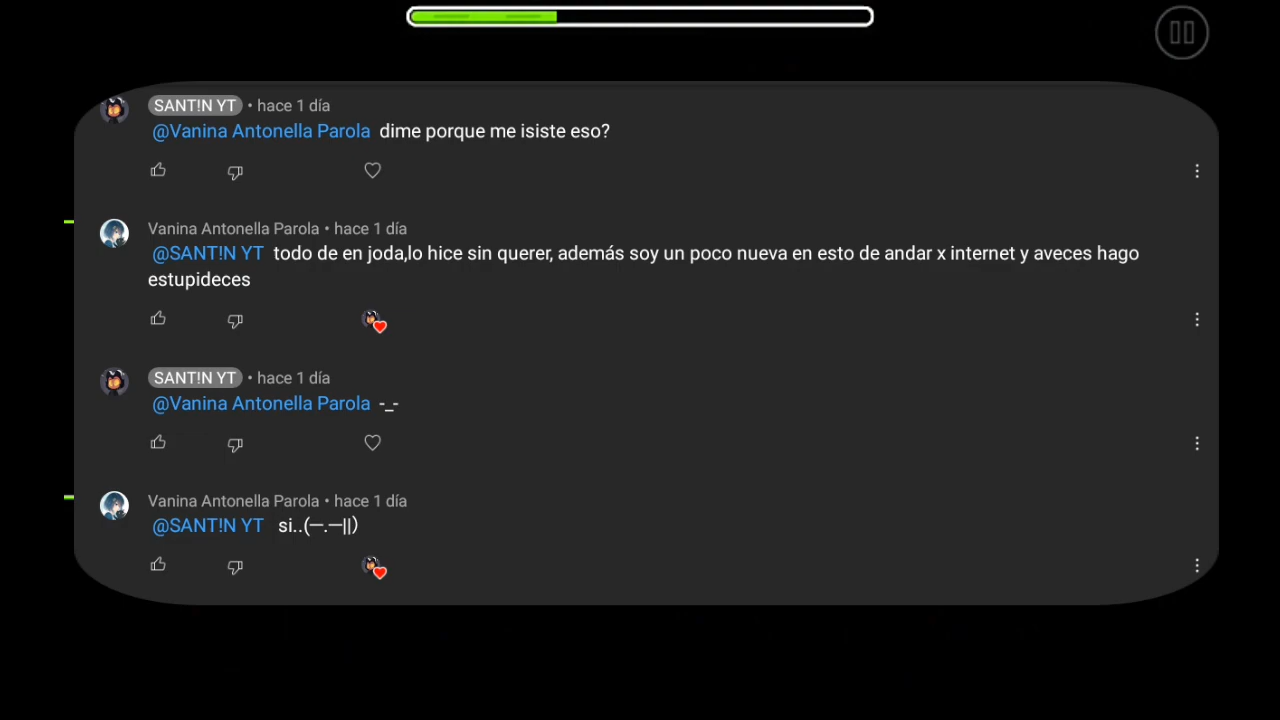 SANT!N YT • hace 1 día
@Vanina Antonella Parola dime porque me isiste eso?
Vanina Antonella Parola • hace 1 día
@SANT!N YT todo de en joda,lo hice sin querer, además soy un poco nueva en esto de andar x internet y aveces hago
estupideces
SANT!N YT • hace 1 día
@Vanina Antonella Parola -_-
Vanina Antonella Parola • hace 1 día
@SANT!N YT si..(—.—||)